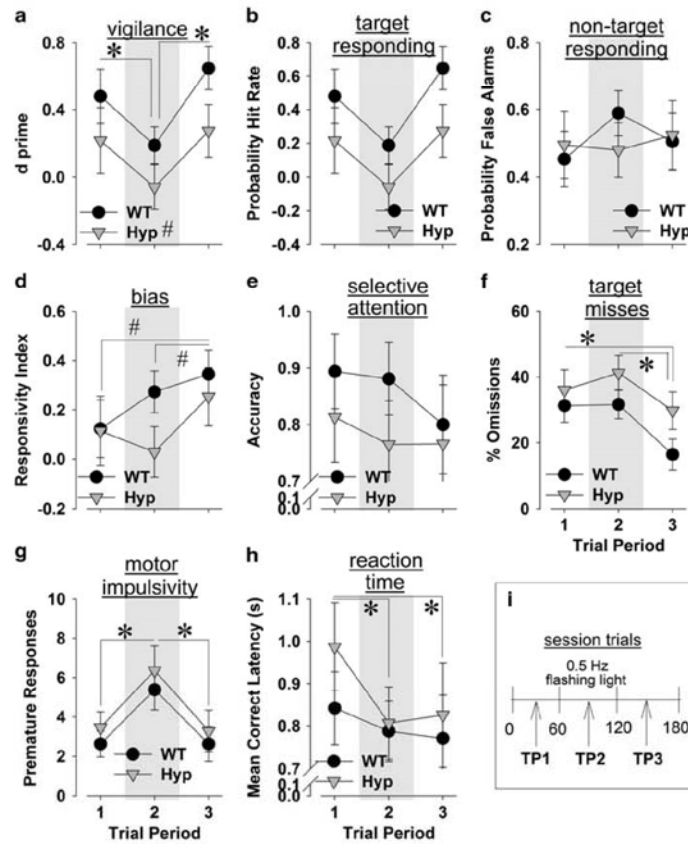 a
vigilance
*
*
d prime
0.8
0.4
0.0
-0.4
WT
Hyp
#
b
target
responding
Probability Hit Rate
0.8
0.6
0.4
0.2
0.0
-0.2
-0.4
WT
Hyp
c
non-target
responding
Probability False Alarms
0.8
0.6
0.4
0.2
WT
Hyp
d
bias
#
#
Responsivity Index
0.6
0.4
0.2
0.0
-0.2
WT
Hyp
e
selective
attention
Accuracy
1.0
0.9
0.8
0.7
0.1
0.0
WT
Hyp
f
target
misses
*
*
% Omissions
60
40
20
0
WT
Hyp
1 2 3
Trial Period
g
motor
impulsivity
*
*
Premature Responses
10
8
6
4
2
0
WT
Hyp
1 2 3
Trial Period
h
reaction
time
*
*
Mean Correct Latency (s)
1.1
1.0
0.9
0.8
0.7
0.1
0.0
WT
Hyp
1 2 3
Trial Period
i
session trials
0.5 Hz
flashing light
0 60 120 180
TP1 TP2 TP3